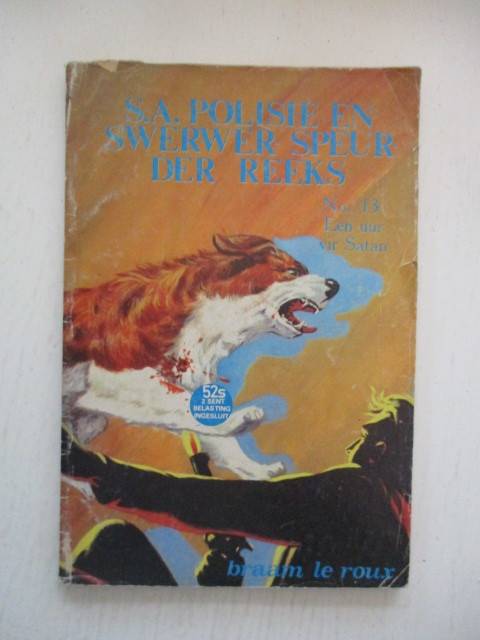 S.A. POLISIE EN
SWERWER SPEUR
DER REEKS
No. 13
Een uur
vir Satan
52s
2 SENT
BELASTING
INGESLUIT
braam le roux